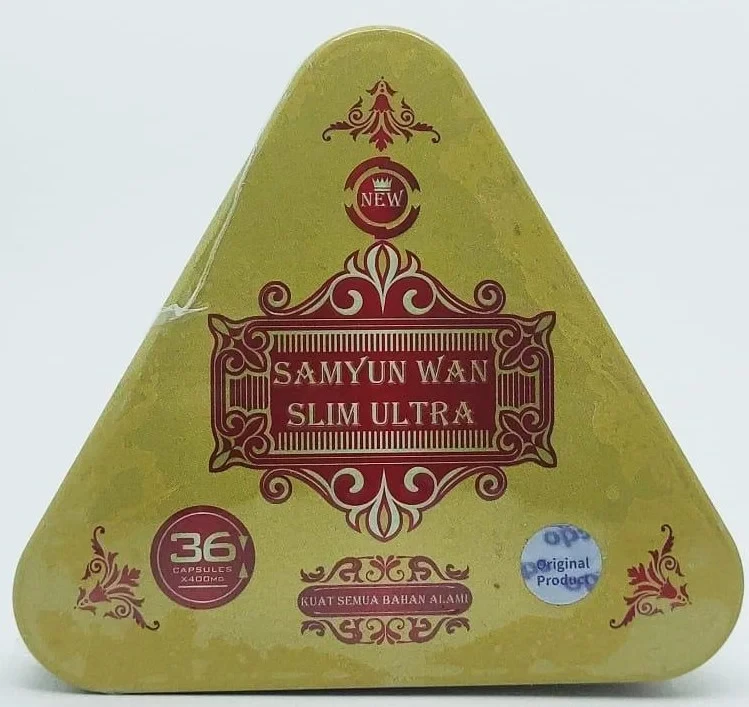 NEW
SAMYUN WAN
SLIM ULTRA
36
CAPSULES
X400MG
Original
Product
KUAT SEMUA BAHAN ALAMI